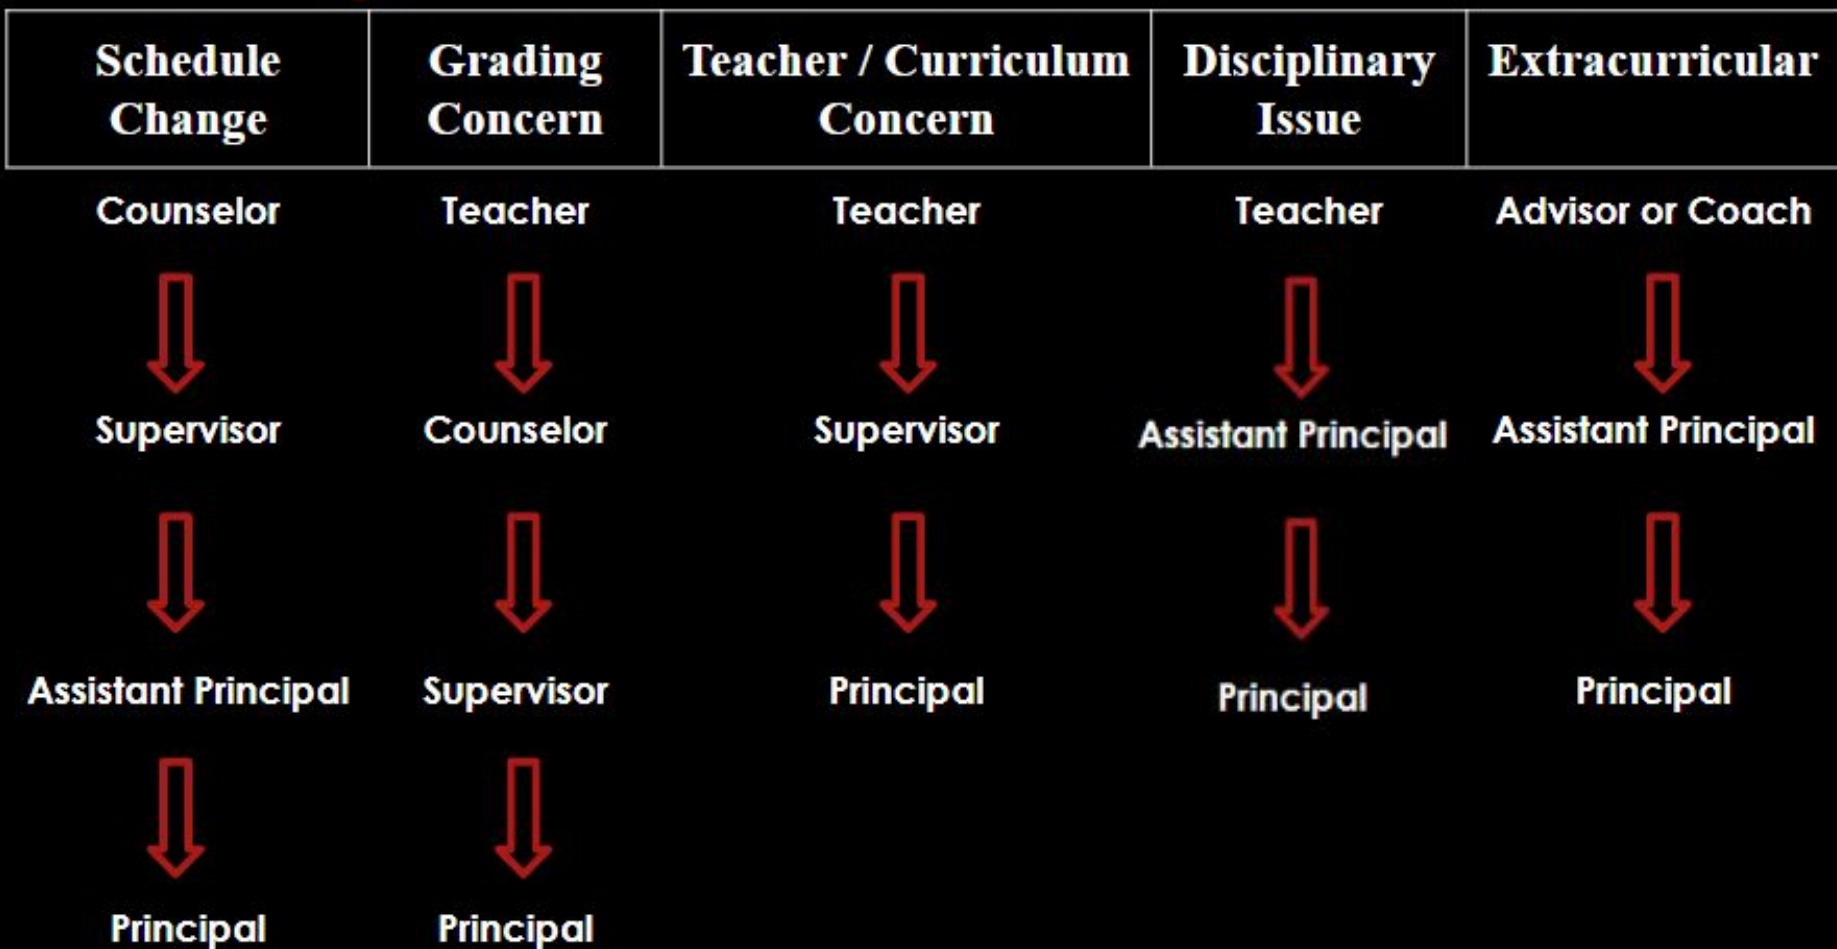 Schedule Change
Grading Concern
Teacher / Curriculum Concern
Disciplinary Issue
Extracurricular
Counselor
Teacher
Teacher
Teacher
Advisor or Coach
Supervisor
Counselor
Supervisor
Assistant Principal
Assistant Principal
Assistant Principal
Supervisor
Principal
Principal
Principal
Principal
Principal